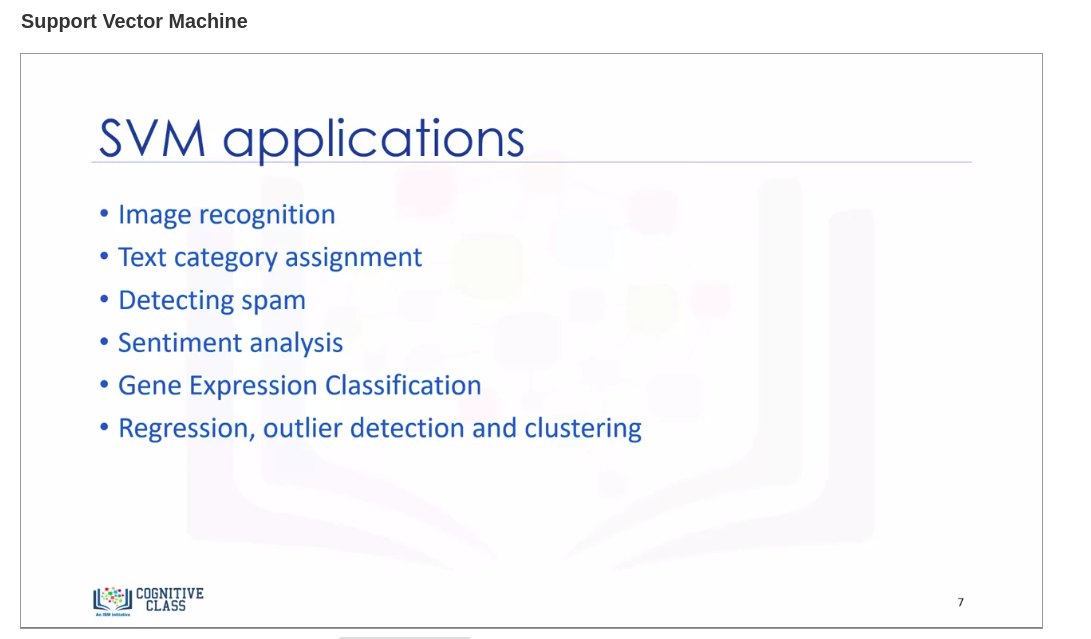 Support Vector Machine
SVM applications
• Image recognition
• Text category assignment
• Detecting spam
• Sentiment analysis
• Gene Expression Classification
• Regression, outlier detection and clustering
COGNITIVE
CLASS
An IBM Initiative
7